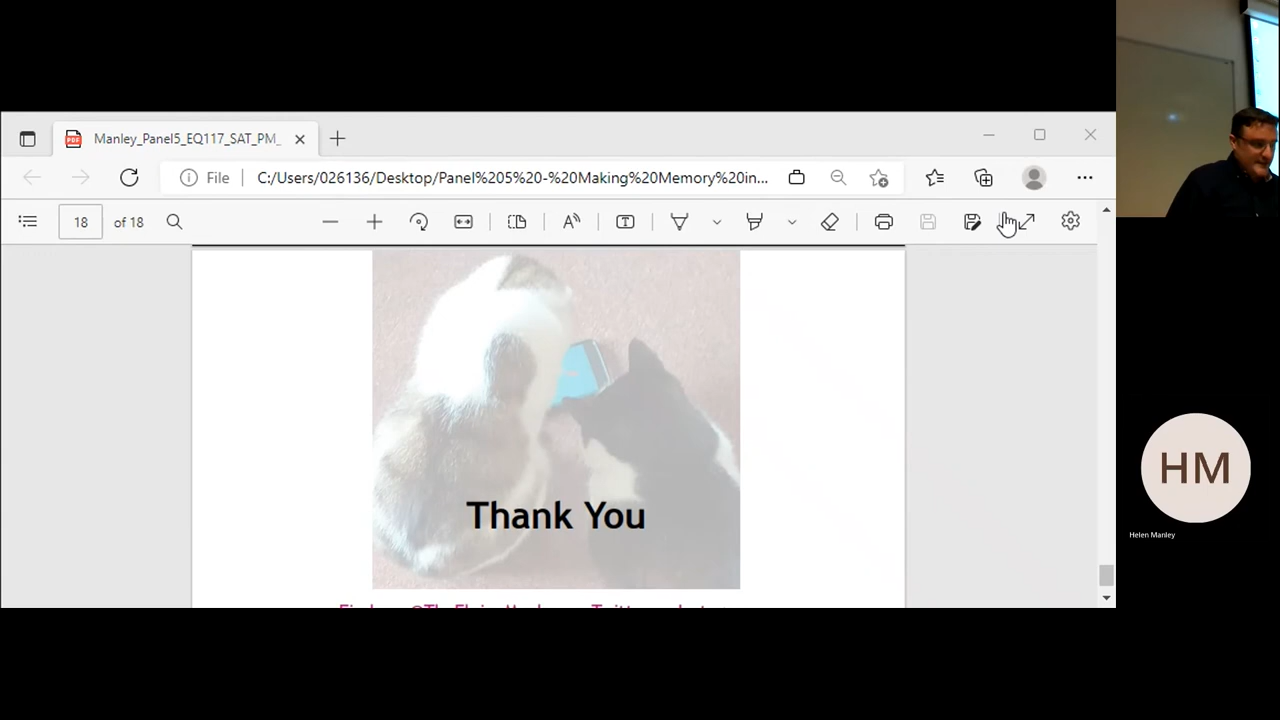 Manley_Panel5_EQ117_SAT_PM_
File
C:/Users/026136/Desktop/Panel%205%20-%20Making%20Memory%20in...
18 of 18
Thank You
HM
Helen Manley